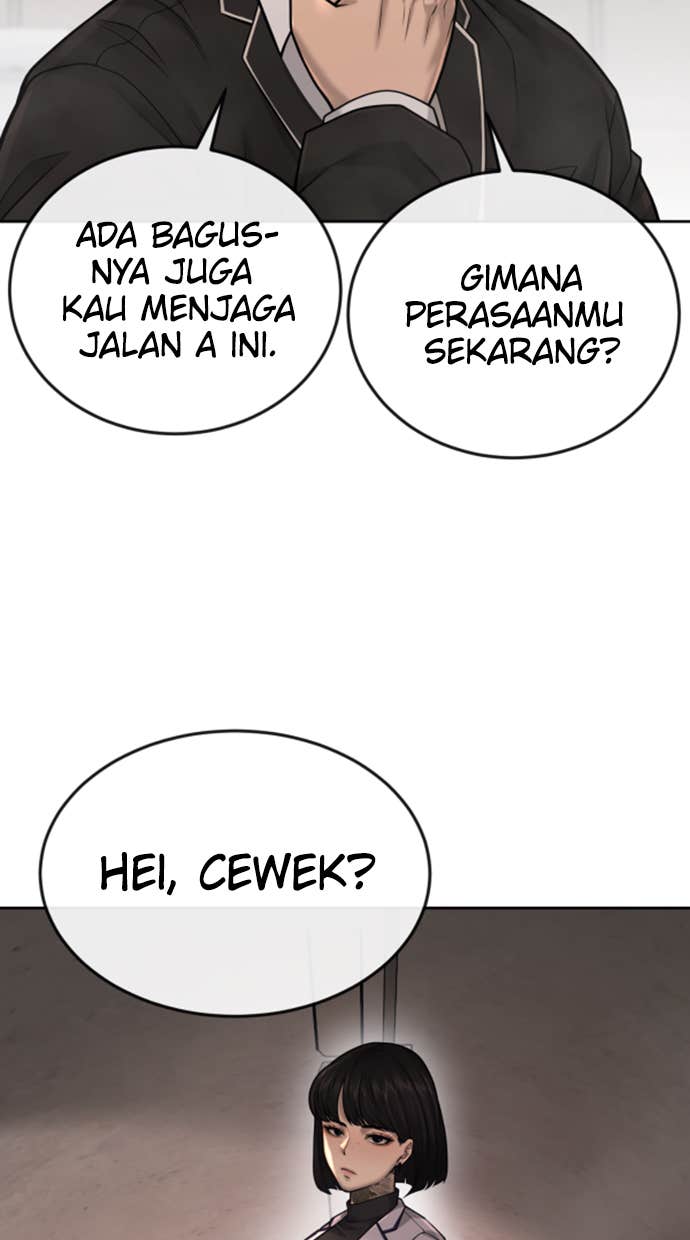 ADA BAGUS-
NYA JUGA
KAU MENJAGA
JALAN A INI.
GIMANA
PERASAANMU
SEKARANG?
HEI, CEWEK?